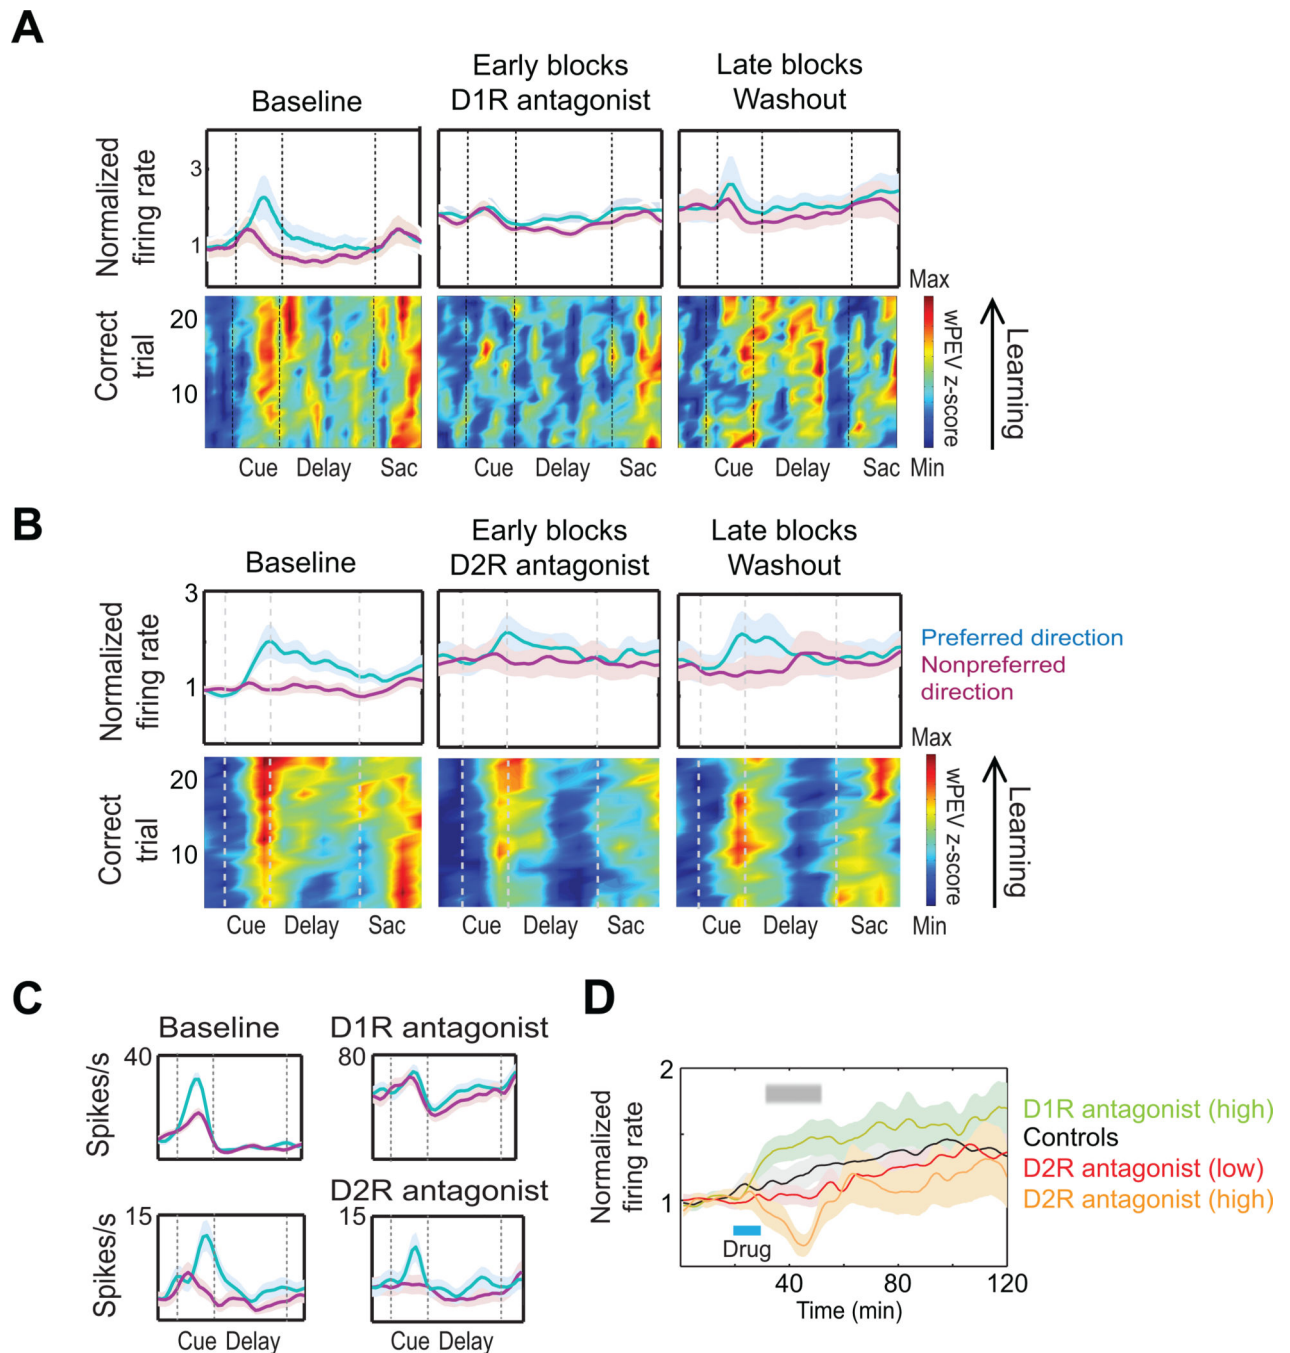 A
Baseline
Early blocks
D1R antagonist
Late blocks
Washout
Normalized
firing rate
3
1
Correct
trial
20
10
Cue Delay Sac
Cue Delay Sac
Cue Delay Sac
Max
wPEV z-score
Min
Learning
B
Baseline
Early blocks
D2R antagonist
Late blocks
Washout
Normalized
firing rate
3
1
Preferred direction
Nonpreferred
direction
Correct
trial
20
10
Cue Delay Sac
Cue Delay Sac
Cue Delay Sac
Max
wPEV z-score
Min
Learning
C
Baseline
D1R antagonist
Spikes/s
40
80
D2R antagonist
Spikes/s
15
15
Cue Delay
Cue Delay
D
Normalized
firing rate
2
1
Drug
40 80 120
Time (min)
D1R antagonist (high)
Controls
D2R antagonist (low)
D2R antagonist (high)